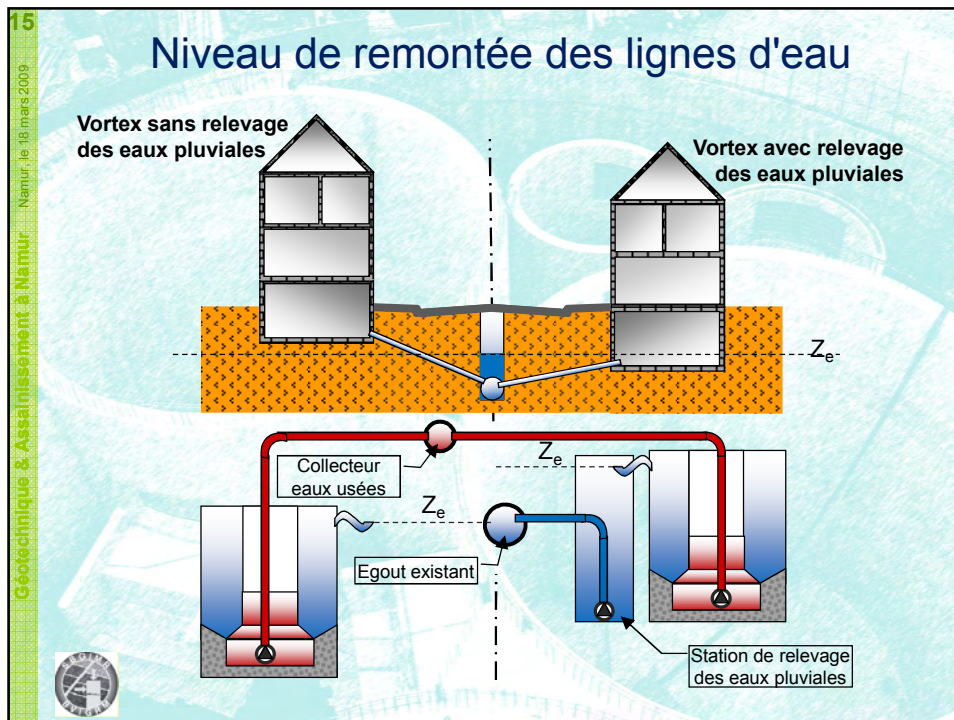 15
Niveau de remontée des lignes d'eau
Namur, le 18 mars 2009
Géotechnique & Assainissement à Namur
Vortex sans relevage
des eaux pluviales
Vortex avec relevage
des eaux pluviales
Ze
Collecteur
eaux usées
Ze
Ze
Egout existant
Station de relevage
des eaux pluviales